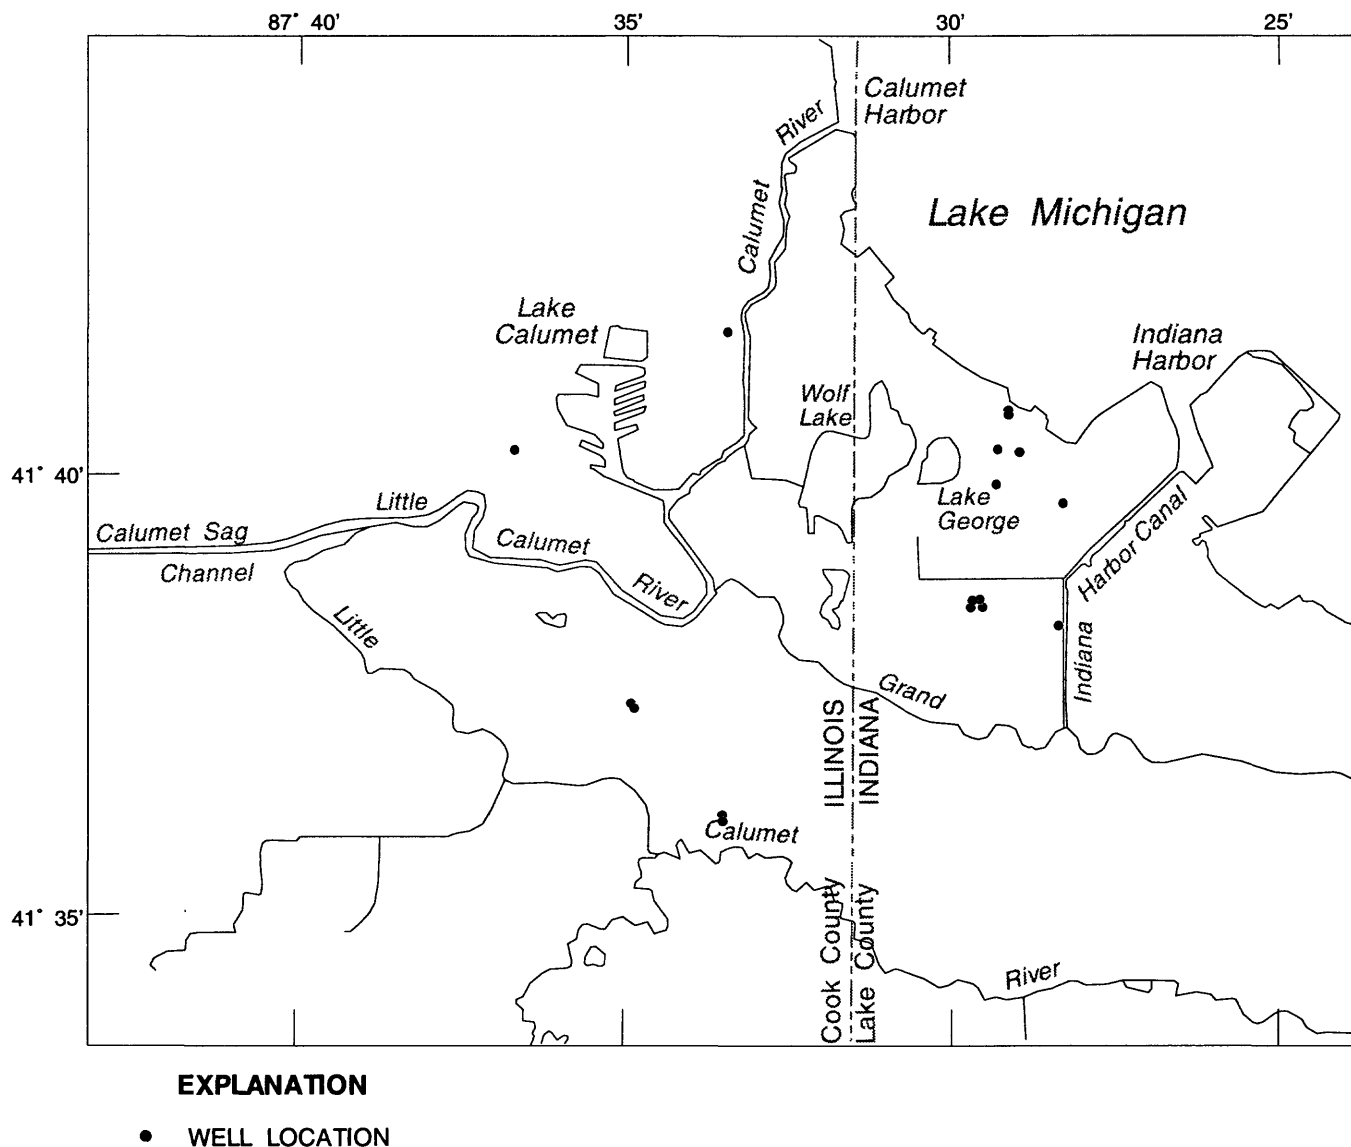 87° 40'
35'
30'
25'
Calumet
Harbor
River
Calumet
Lake Michigan
Lake
Calumet
Indiana
Harbor
Wolf
Lake
41° 40'
Little
Lake
George
Calumet Sag
Channel
Calumet
River
Harbor Canal
Little
Indiana
Grand
ILLINOIS
INDIANA
Calumet
Cook County
Lake County
41° 35'
River
EXPLANATION
WELL LOCATION